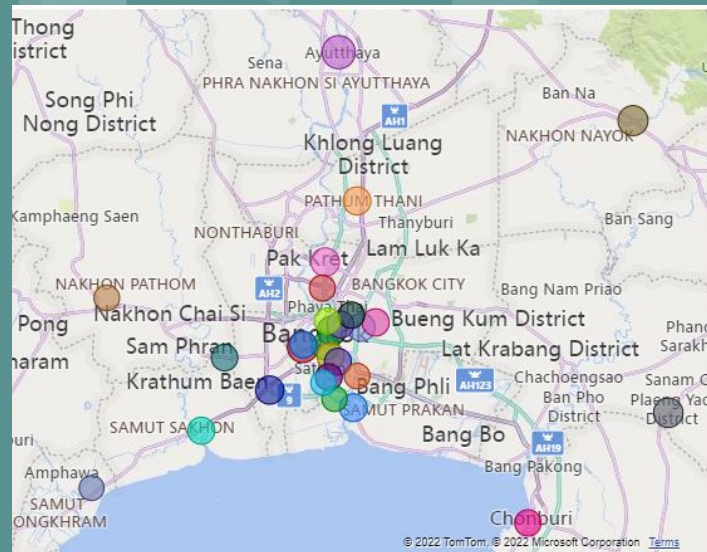 Thong
istrict
Sena
Ayutthaya
PHRA NAKHON SI AYUTTHAYA
Song Phi
Nong District
Ban Na
AH1
NAKHON NAYOK
Khlong Luang
District
PATHUM THANI
Kamphaeng Saen
Thanyburi
Ban Sang
NONTHABURI
Pak Kret
Lam Luk Ka
NAKHON PATHOM
AH2
BANGKOK CITY
Bang Nam Priao
Nakhon Chai Si
Phaya Thai
Bueng Kum District
Pong
naram
Sam Phran
Lat Krabang District
Phang
Sarakh
Krathum Baen
Bang Phli
AH123
Chachoengsao
Sanam C
9
SAMUT PRAKAN
Ban Pho
District
Plaeng Yao
District
SAMUT SAKHON
Bang Bo
AH19
buri
Amphawa
Bang Pakong
SAMUT
ONGKHRAM
Chonburi
© 2022 TomTom, © 2022 Microsoft Corporation Terms